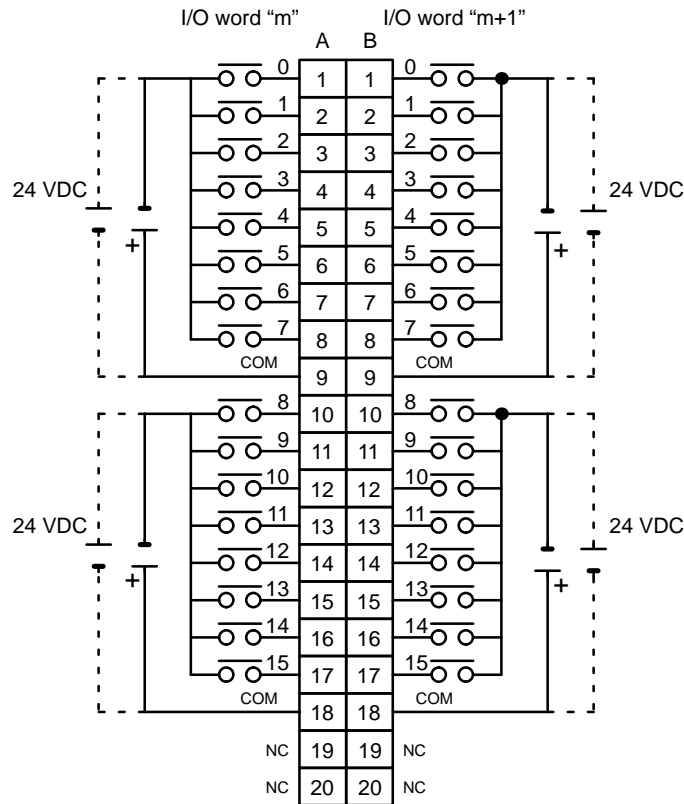 I/O word “m” I/O word “m+1”
A B
0 1 1 0
1 2 2 1
2 3 3 2
24 VDC 3 4 4 3 24 VDC
4 5 5 4
+ 5 6 6 5 +
6 7 7 6
7 8 8 7
COM 9 9 COM
8 10 10 8
9 11 11 9
10 12 12 10
24 VDC 11 13 13 11 24 VDC
12 14 14 12
+ 13 15 15 13 +
14 16 16 14
15 17 17 15
COM 18 18 COM
NC 19 19 NC
NC 20 20 NC